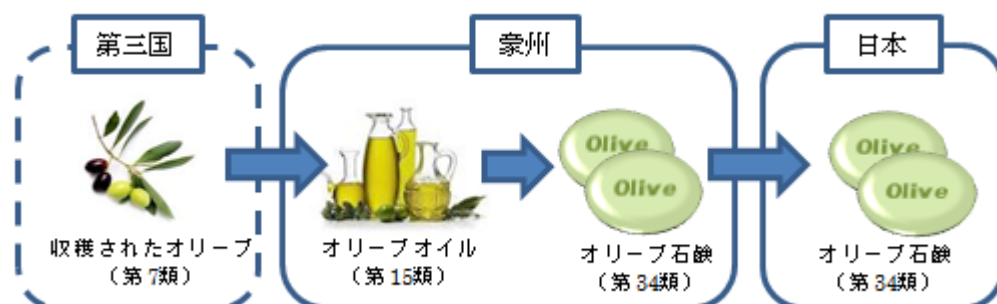 第三国
豪州
日本
Olive
Olive
Olive
Olive
収穫されたオリーブ
(第7類)
オリーブオイル
(第15類)
オリーブ石鹸
(第34類)
オリーブ石鹸
(第34類)